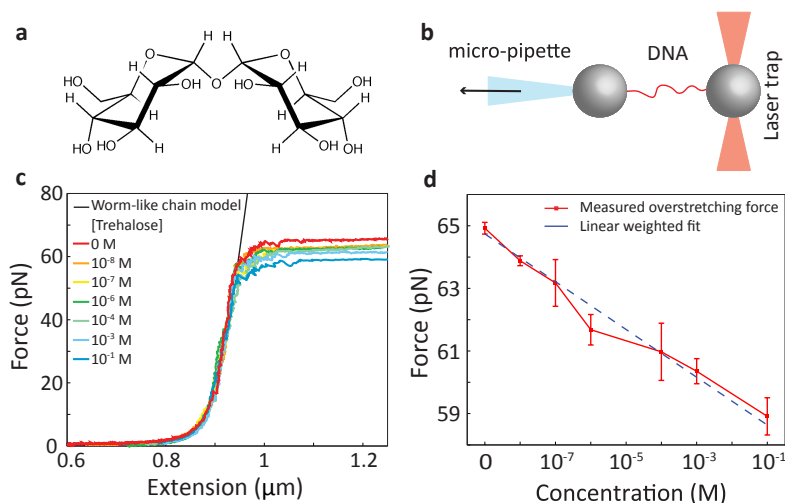 a
H
H
O
O
H
H
O
HO
OH
OH
HO
H
H
HO
OH
H
H
OH
OH
b
micro-pipette
DNA
Laser trap
c
80
60
40
20
0
Force (pN)
Worm-like chain model
[Trehalose]
0 M
10⁻⁸ M
10⁻⁷ M
10⁻⁶ M
10⁻⁴ M
10⁻³ M
10⁻¹ M
0.6
0.8
1
1.2
Extension (μm)
d
Measured overstretching force
Linear weighted fit
65
63
61
59
Force (pN)
0
10⁻⁷
10⁻⁵
10⁻³
10⁻¹
Concentration (M)